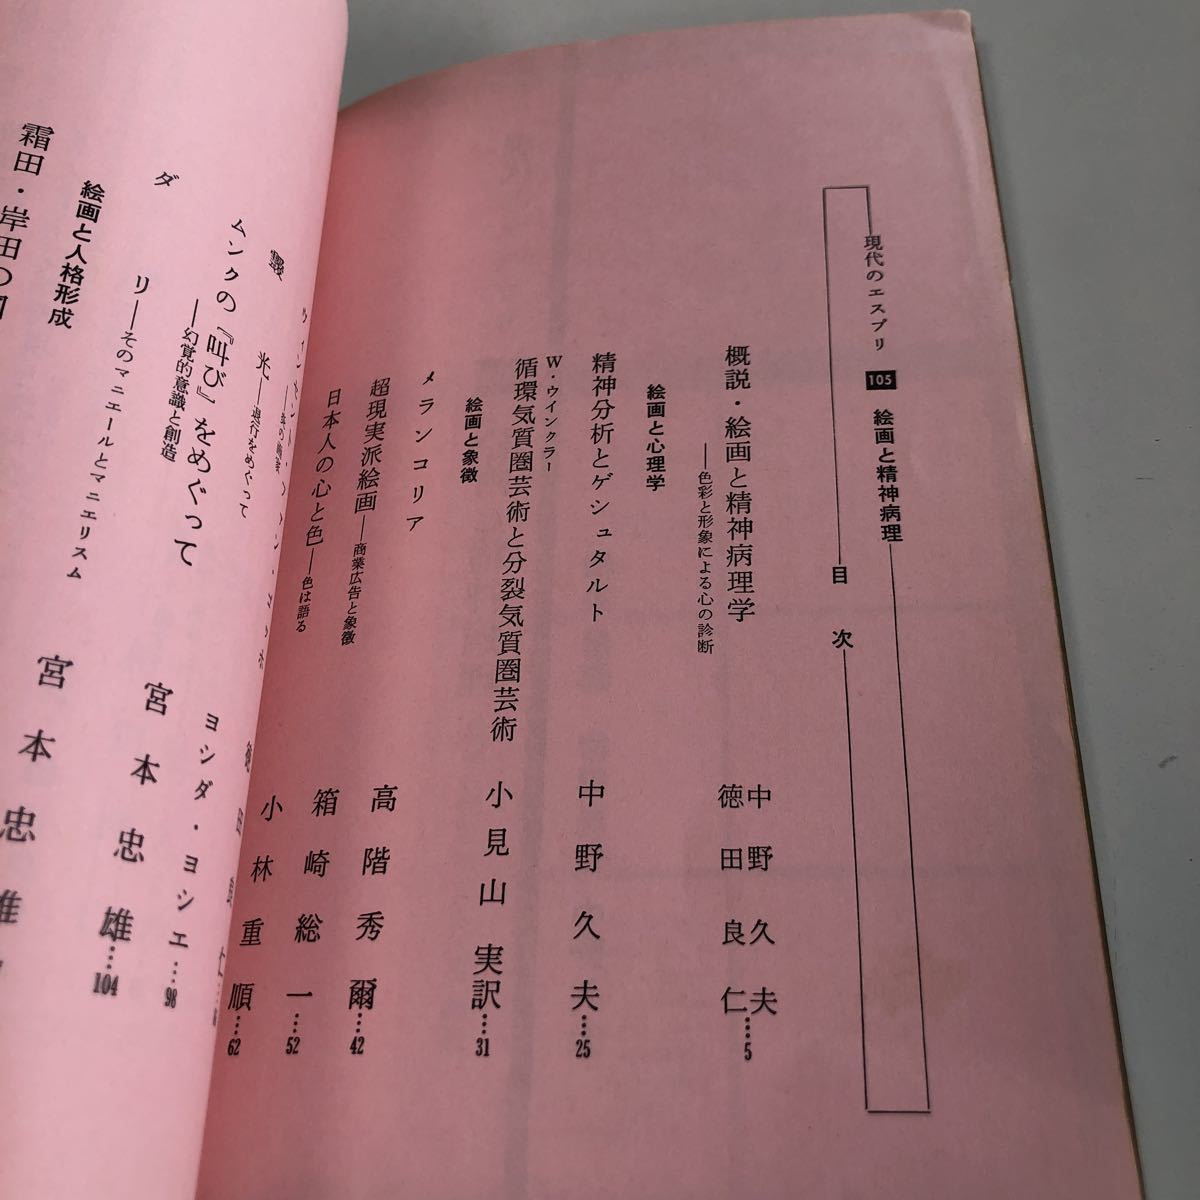 現代のエスプリ 105 絵画と精神病理
目次
概説・絵画と精神病理学
——色彩と形象による心の診断
中野久夫
徳田良仁…5
絵画と心理学
精神分析とゲシュタルト 中野久夫…25
W・ウインクラー
循環気質圏芸術と分裂気質圏芸術 小見山実訳…31
絵画と象徴
メランコリア 高階秀爾…42
超現実派絵画——商業広告と象徴 箱崎総一…52
日本人の心と色——色は語る 小林重順…62
光——退行をめぐって ヨシダ・ヨシエ…98
ムンクの『叫び』をめぐって
——幻覚的意識と創造
宮本忠雄…104
ダリ——そのマニエールとマニエリスム 宮本忠雄
絵画と人格形成
霜田・岸田の